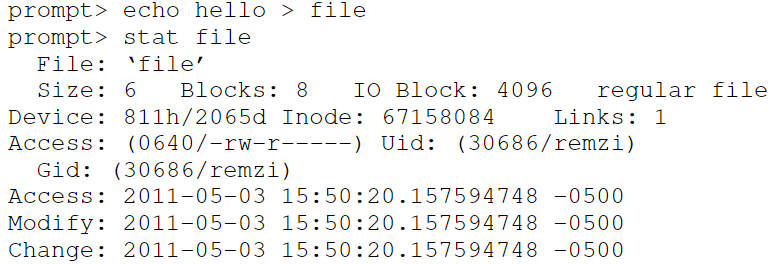 prompt> echo hello > file
prompt> stat file
File: ‘file’
Size: 6 Blocks: 8 IO Block: 4096 regular file
Device: 811h/2065d Inode: 67158084 Links: 1
Access: (0640/-rw-r-----) Uid: (30686/remzi)
Gid: (30686/remzi)
Access: 2011-05-03 15:50:20.157594748 -0500
Modify: 2011-05-03 15:50:20.157594748 -0500
Change: 2011-05-03 15:50:20.157594748 -0500